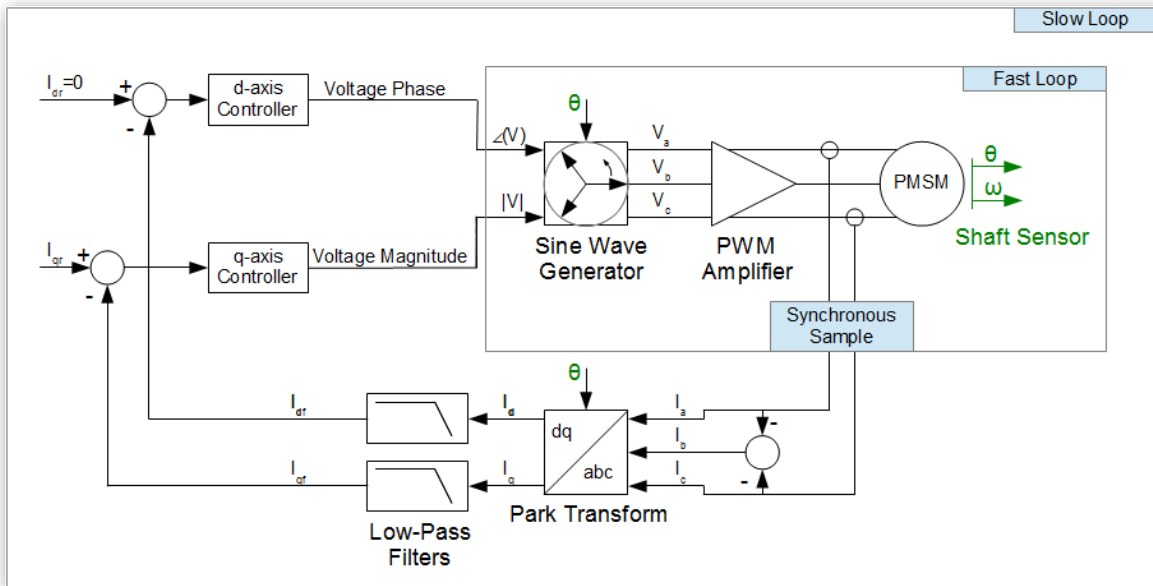 Slow Loop
Fast Loop
I_dr=0
+
-
d-axis
Controller
Voltage Phase
θ
∠(V)
V_a
V_b
V_c
|V|
PMSM
θ
ω
Shaft Sensor
I_qr
+
-
q-axis
Controller
Voltage Magnitude
Sine Wave
Generator
PWM
Amplifier
Synchronous
Sample
θ
I_df
I_d
dq
abc
I_a
I_b
I_c
-
-
I_qf
I_q
Park Transform
Low-Pass
Filters